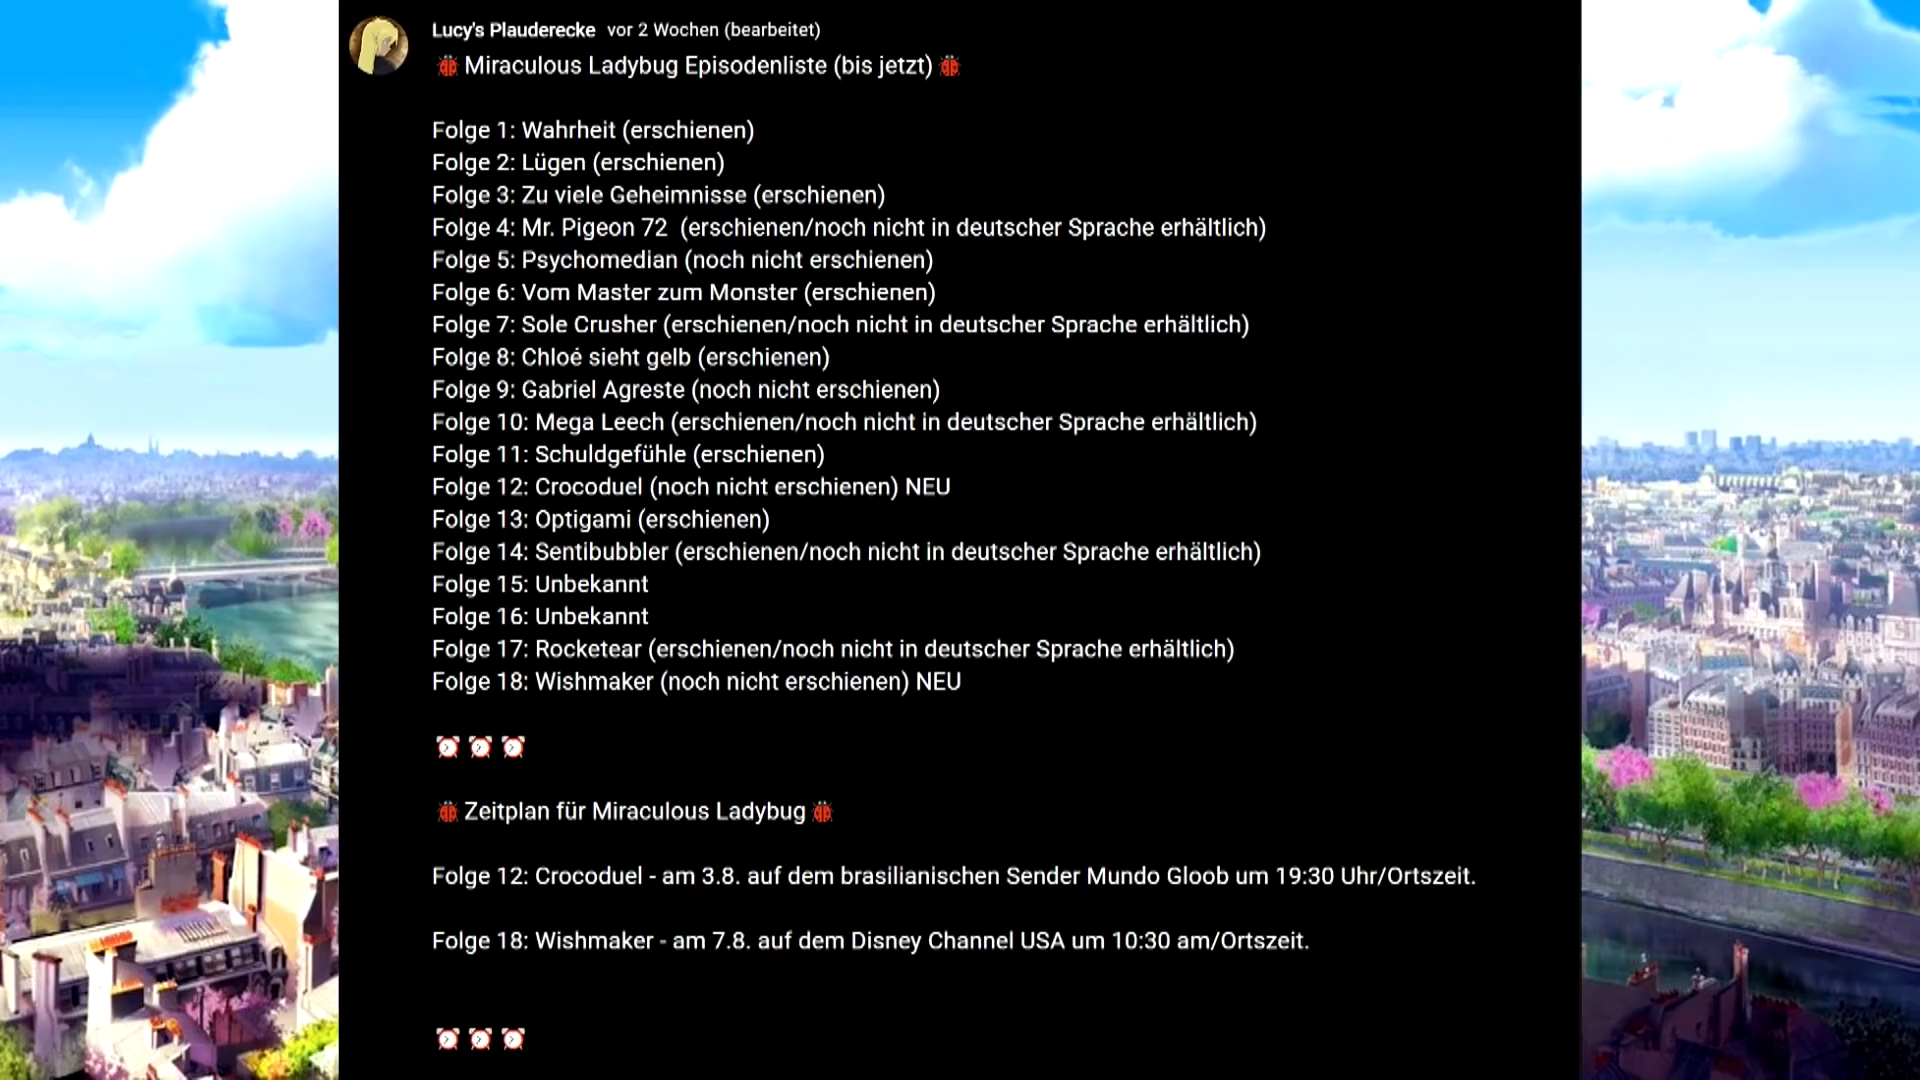 Lucy's Plauderecke vor 2 Wochen (bearbeitet)
🐞 Miraculous Ladybug Episodenliste (bis jetzt) 🐞
Folge 1: Wahrheit (erschienen)
Folge 2: Lügen (erschienen)
Folge 3: Zu viele Geheimnisse (erschienen)
Folge 4: Mr. Pigeon 72 (erschienen/noch nicht in deutscher Sprache erhältlich)
Folge 5: Psychomedian (noch nicht erschienen)
Folge 6: Vom Master zum Monster (erschienen)
Folge 7: Sole Crusher (erschienen/noch nicht in deutscher Sprache erhältlich)
Folge 8: Chloé sieht gelb (erschienen)
Folge 9: Gabriel Agreste (noch nicht erschienen)
Folge 10: Mega Leech (erschienen/noch nicht in deutscher Sprache erhältlich)
Folge 11: Schuldgefühle (erschienen)
Folge 12: Crocoduel (noch nicht erschienen) NEU
Folge 13: Optigami (erschienen)
Folge 14: Sentibubbler (erschienen/noch nicht in deutscher Sprache erhältlich)
Folge 15: Unbekannt
Folge 16: Unbekannt
Folge 17: Rocketear (erschienen/noch nicht in deutscher Sprache erhältlich)
Folge 18: Wishmaker (noch nicht erschienen) NEU
⏰ ⏰ ⏰
🐞 Zeitplan für Miraculous Ladybug 🐞
Folge 12: Crocoduel - am 3.8. auf dem brasilianischen Sender Mundo Gloob um 19:30 Uhr/Ortszeit.
Folge 18: Wishmaker - am 7.8. auf dem Disney Channel USA um 10:30 am/Ortszeit.
⏰ ⏰ ⏰